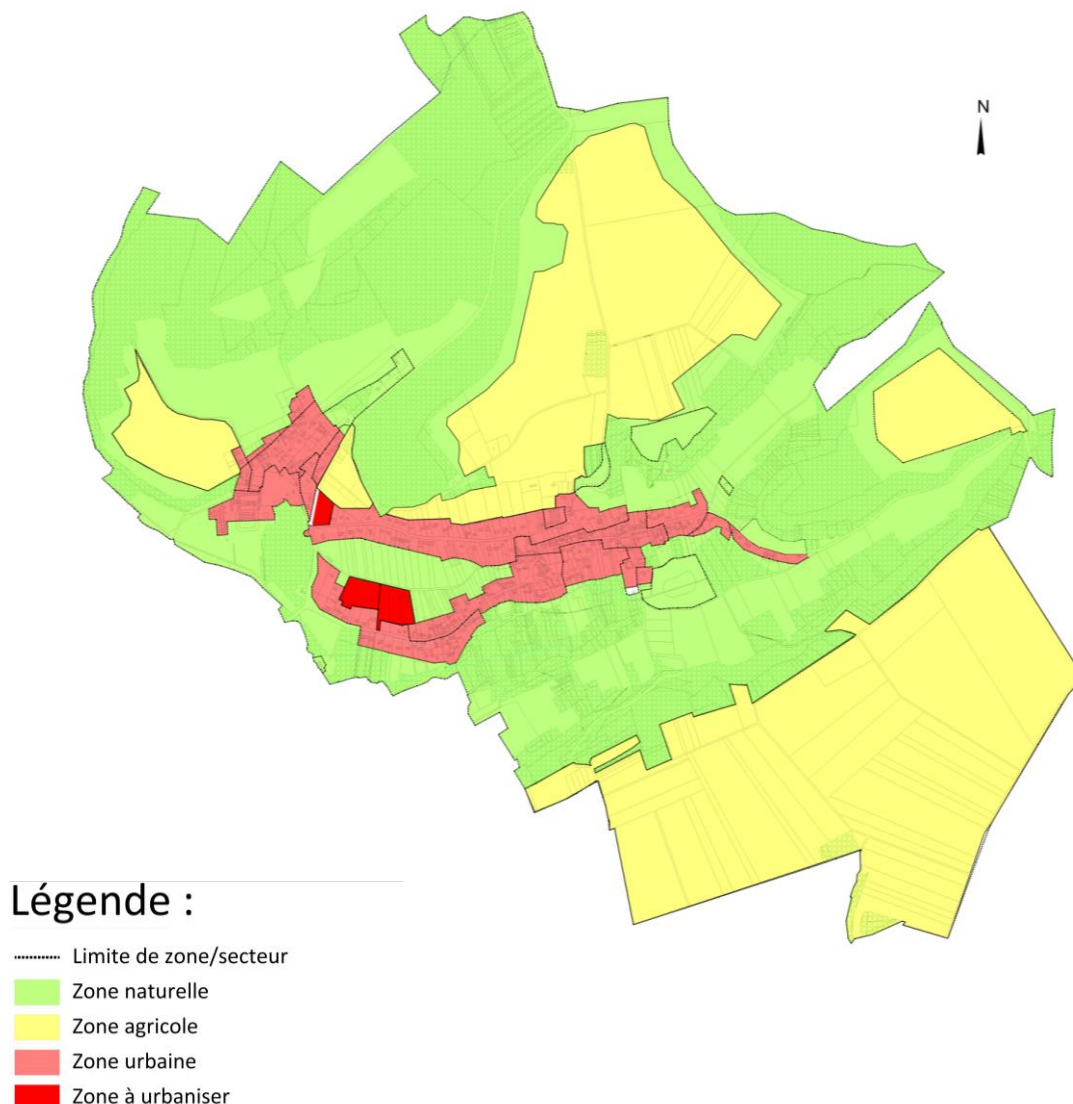 N
Légende :
Limite de zone/secteur
Zone naturelle
Zone agricole
Zone urbaine
Zone à urbaniser